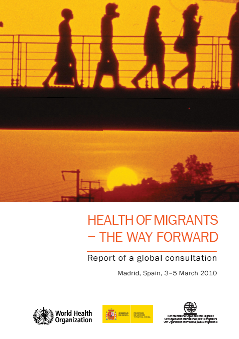 HEALTH OF MIGRANTS
– THE WAY FORWARD
Report of a global consultation
Madrid, Spain, 3–5 March 2010
World Health
Organization